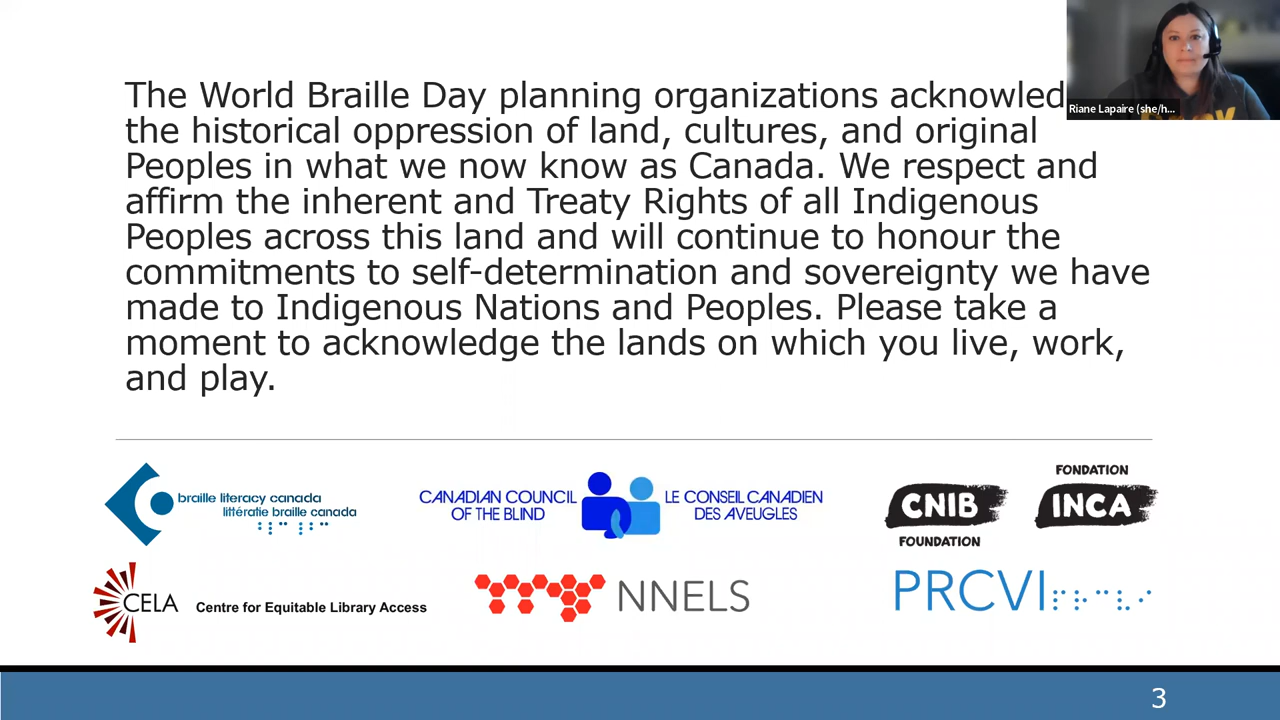 The World Braille Day planning organizations acknowled
the historical oppression of land, cultures, and original
Peoples in what we now know as Canada. We respect and
affirm the inherent and Treaty Rights of all Indigenous
Peoples across this land and will continue to honour the
commitments to self-determination and sovereignty we have
made to Indigenous Nations and Peoples. Please take a
moment to acknowledge the lands on which you live, work,
and play.
Riane Lapaire (she/h...
braille literacy canada
littératie braille canada
CANADIAN COUNCIL
OF THE BLIND
LE CONSEIL CANADIEN
DES AVEUGLES
CNIB
FOUNDATION
FONDATION
INCA
CELA
Centre for Equitable Library Access
NNELS
PRCVI
3